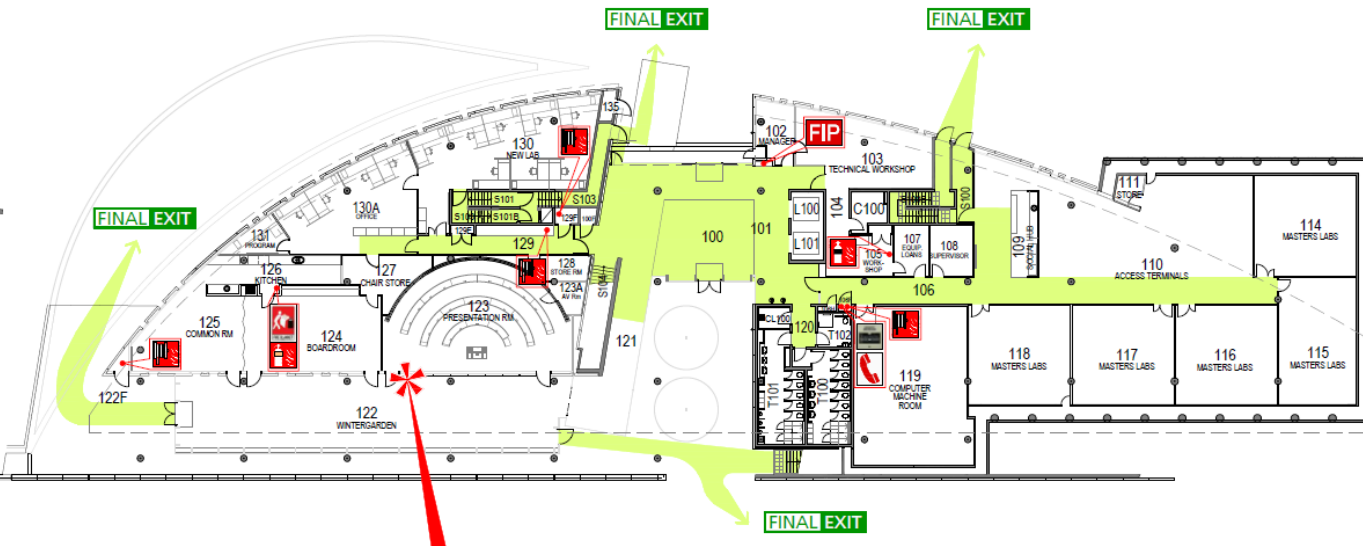 FINAL EXIT
FINAL EXIT
FINAL EXIT
135
130
NEW LAB
102
MANAGER
FIP
103
TECHNICAL WORKSHOP
111
STORE
130A
OFFICE
S101
S101B
S103
129F
129E
129
131
PROGRAM
126
KITCHEN
127
CHAIR STORE
128
STORE RM
123A
AV Rm
S104
100
101
L100
L101
104
C100
105
WORK-
SHOP
107
EQUIP.
LOANS
108
SUPERVISOR
S100
109
SOCIAL HUB
110
ACCESS TERMINALS
114
MASTERS LABS
106
125
COMMON RM
124
BOARDROOM
123
PRESENTATION RM
121
CL100
120
T102
T101
T100
119
COMPUTER
MACHINE
ROOM
118
MASTERS LABS
117
MASTERS LABS
116
MASTERS LABS
115
MASTERS LABS
122F
122
WINTERGARDEN
FINAL EXIT